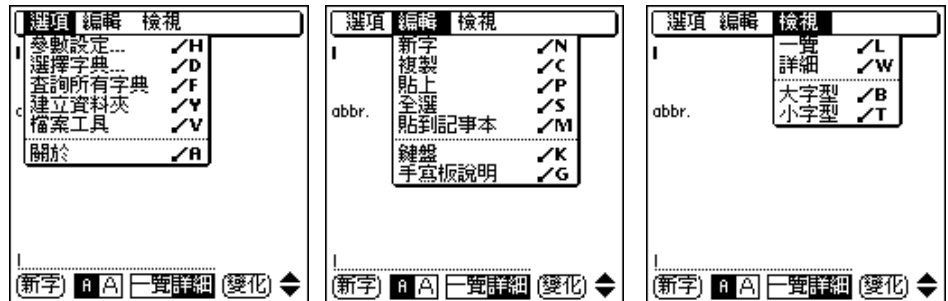 選項 編輯 檢視
參數設定... ✓H
選擇字典... ✓D
查詢所有字典 ✓F
建立資料夾 ✓Y
檔案工具 ✓V
關於 ✓A
(新字) A A 一覽 詳細 (變化)
選項 編輯 檢視
新字 ✓N
複製 ✓C
貼上 ✓P
全選 ✓S
abbr.
貼到記事本 ✓M
鍵盤 ✓K
手寫板說明 ✓G
(新字) A A 一覽 詳細 (變化)
選項 編輯 檢視
一覽 ✓L
詳細 ✓W
大字型 ✓B
abbr.
小字型 ✓T
(新字) A A 一覽 詳細 (變化)